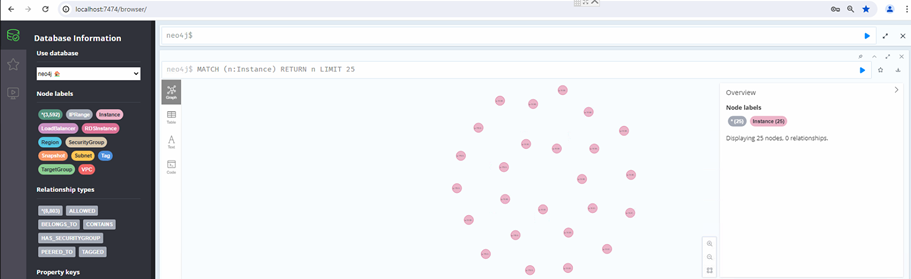 localhost:7474/browser/
Database Information
Use database
neo4j
Node labels
*(3,592) IPRange Instance
LoadBalancer RDSInstance
Region SecurityGroup
Snapshot Subnet Tag
TargetGroup VPC
Relationship types
*(8,883) ALLOWED
BELONGS_TO CONTAINS
HAS_SECURITYGROUP
PEERED_TO TAGGED
Property keys
neo4j$
neo4j$ MATCH (n:Instance) RETURN n LIMIT 25
Graph
Table
Text
Code
Overview
Node labels
* (25) Instance (25)
Displaying 25 nodes, 0 relationships.